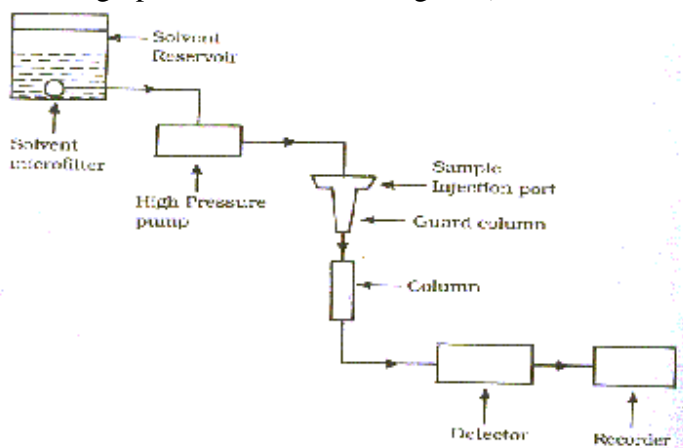 Solvent
Reservoir
Solvent
microfilter
High Pressure
pump
Sample
Injection port
Guard column
Column
Detector
Recorder